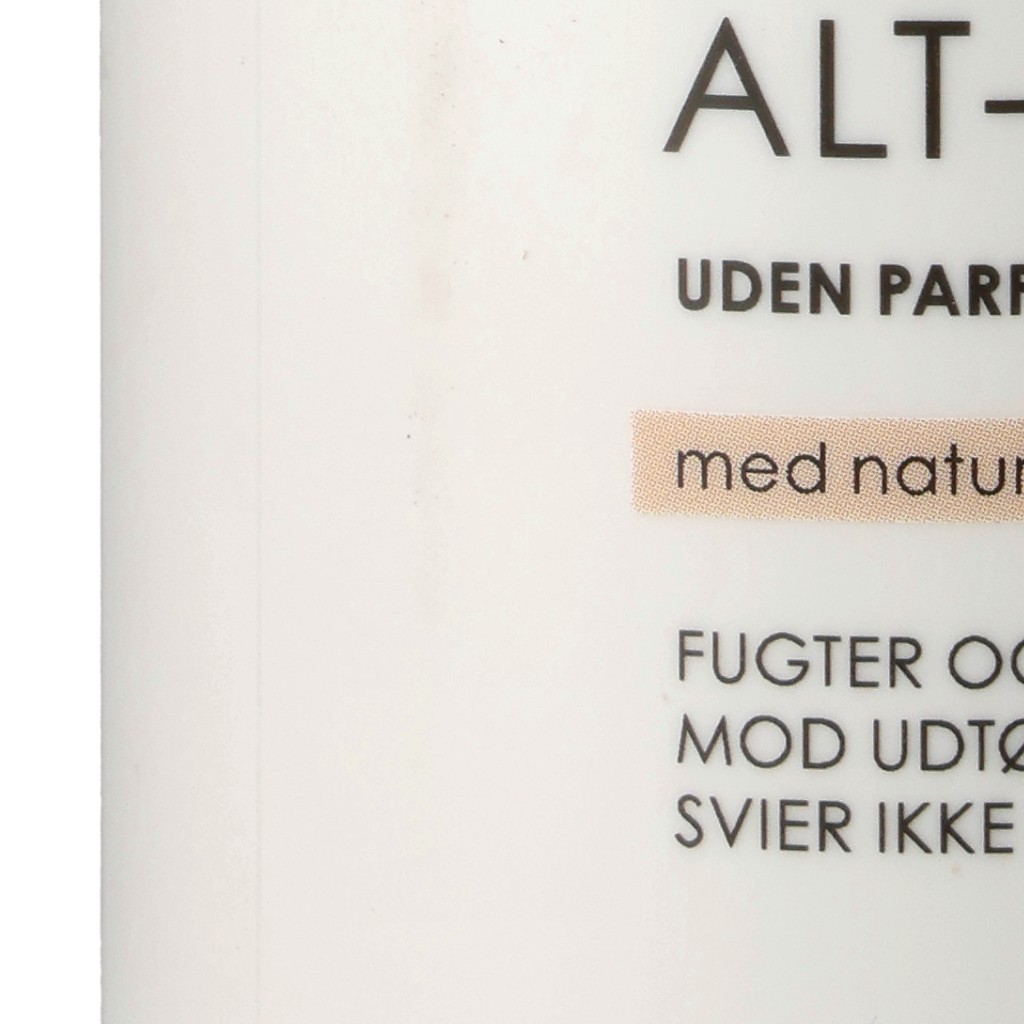 ALT-
UDEN PARF
med natur
FUGTER OG
MOD UDTØ
SVIER IKKE